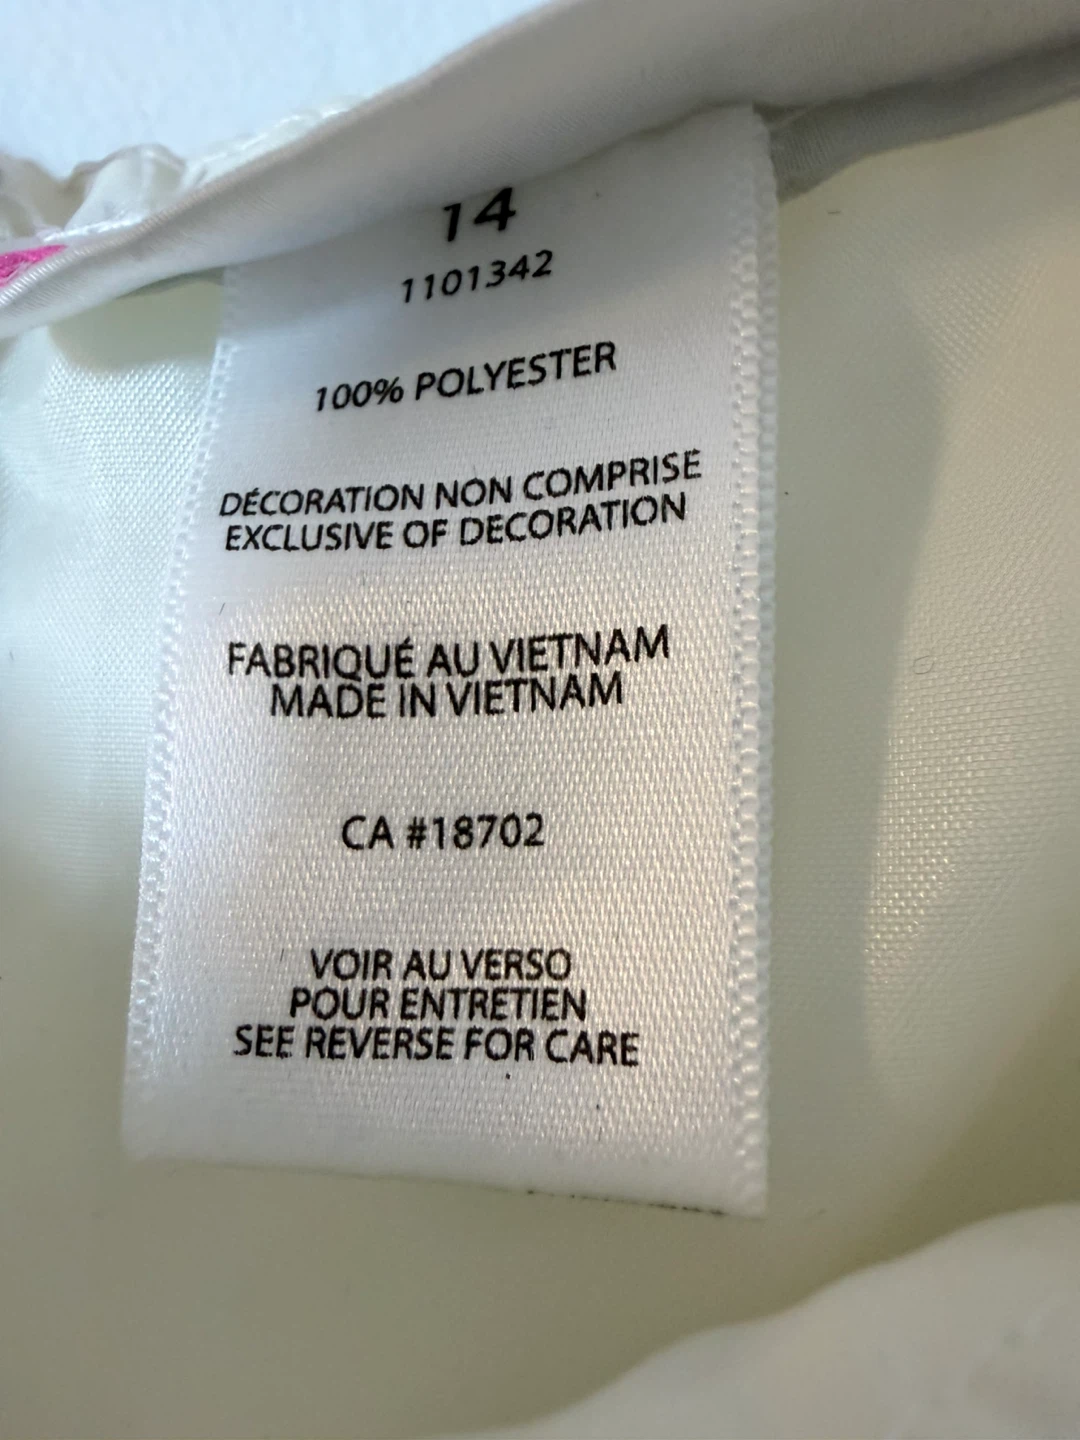 14
1101342
100% POLYESTER
DÉCORATION NON COMPRISE
EXCLUSIVE OF DECORATION
FABRIQUÉ AU VIETNAM
MADE IN VIETNAM
CA #18702
VOIR AU VERSO
POUR ENTRETIEN
SEE REVERSE FOR CARE